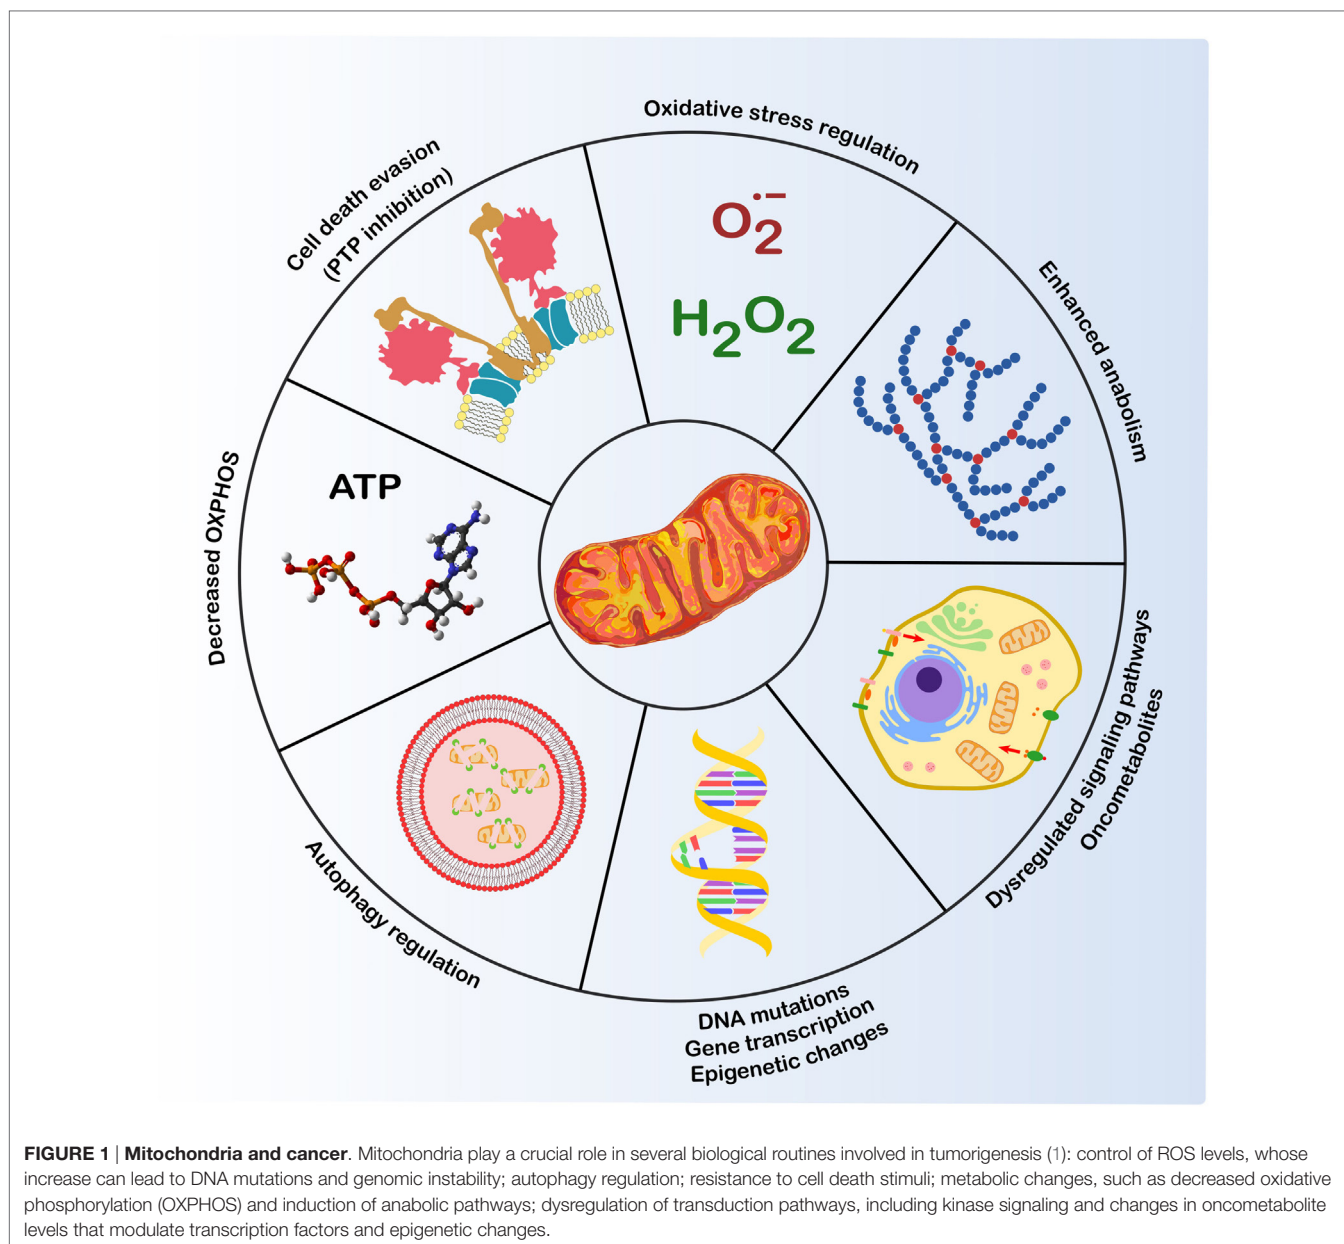 Oxidative stress regulation
Cell death evasion
(PTP inhibition)
O2˙−
H2O2
Enhanced anabolism
Decreased OXPHOS
ATP
Dysregulated signaling pathways
Oncometabolites
Autophagy regulation
DNA mutations
Gene transcription
Epigenetic changes
FIGURE 1 | Mitochondria and cancer. Mitochondria play a crucial role in several biological routines involved in tumorigenesis (1): control of ROS levels, whose
increase can lead to DNA mutations and genomic instability; autophagy regulation; resistance to cell death stimuli; metabolic changes, such as decreased oxidative
phosphorylation (OXPHOS) and induction of anabolic pathways; dysregulation of transduction pathways, including kinase signaling and changes in oncometabolite
levels that modulate transcription factors and epigenetic changes.